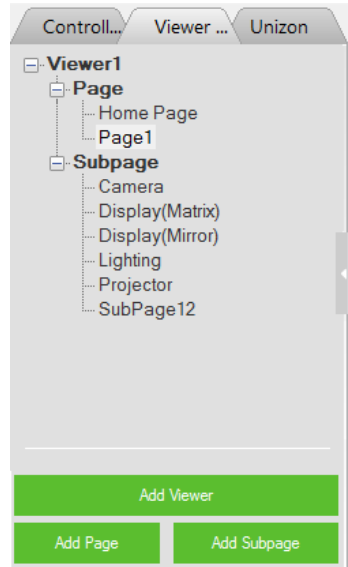 Controll... Viewer ... Unizon
Viewer1
Page
Home Page
Page1
Subpage
Camera
Display(Matrix)
Display(Mirror)
Lighting
Projector
SubPage12
Add Viewer
Add Page Add Subpage